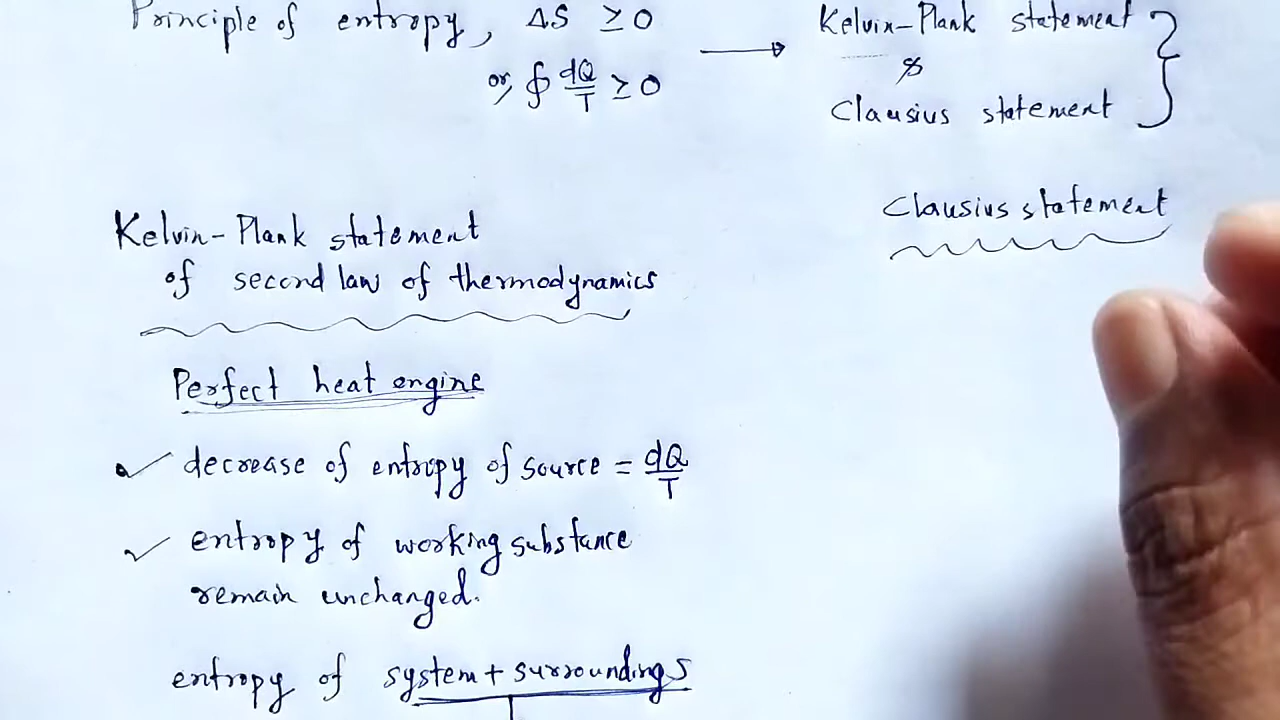 Principle of entropy, ΔS ≥ 0
or, ∮ dQ/T ≥ 0
Kelvin-Plank statement
&
Clausius statement
Kelvin-Plank statement
of second law of thermodynamics
Perfect heat engine
decrease of entropy of source = dQ/T
entropy of working substance
remain unchanged.
entropy of system + surroundings
Clausius statement